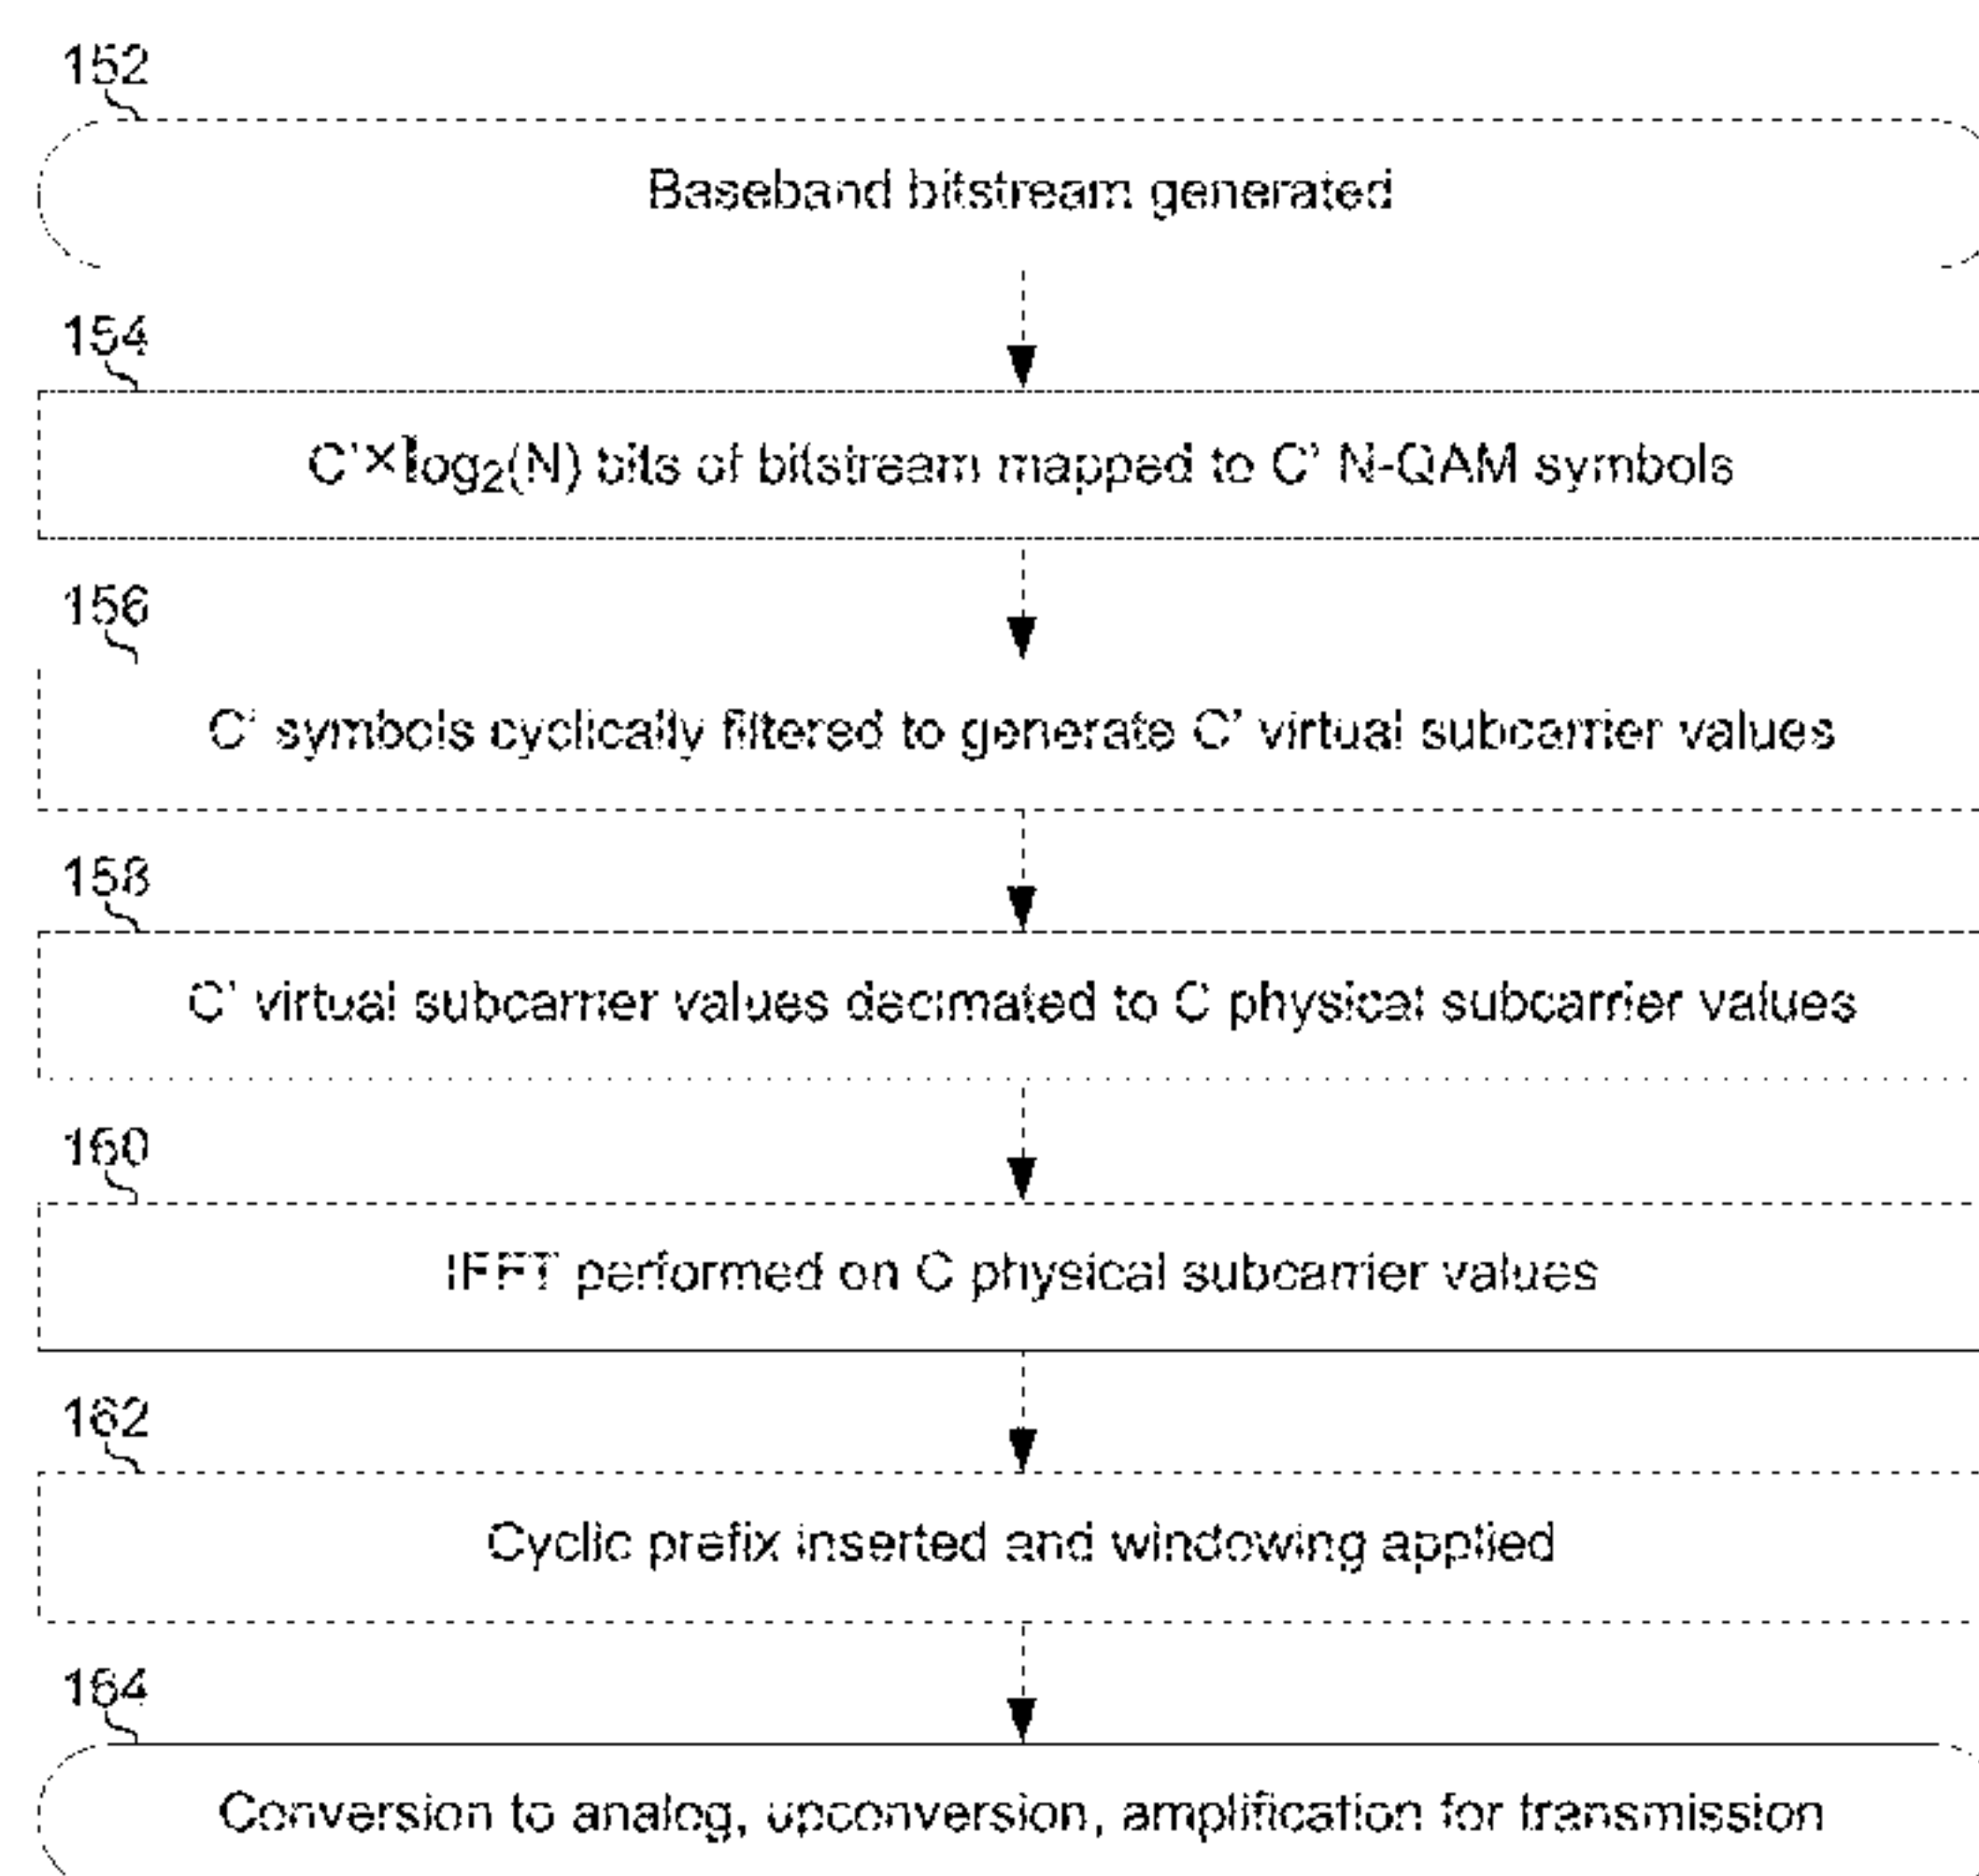 152
Baseband bitstream generated
154
C'×log₂(N) bits of bitstream mapped to C' N-QAM symbols
156
C' symbols cyclically filtered to generate C' virtual subcarrier values
158
C' virtual subcarrier values decimated to C physical subcarrier values
160
IFFT performed on C physical subcarrier values
162
Cyclic prefix inserted and windowing applied
164
Conversion to analog, upconversion, amplification for transmission